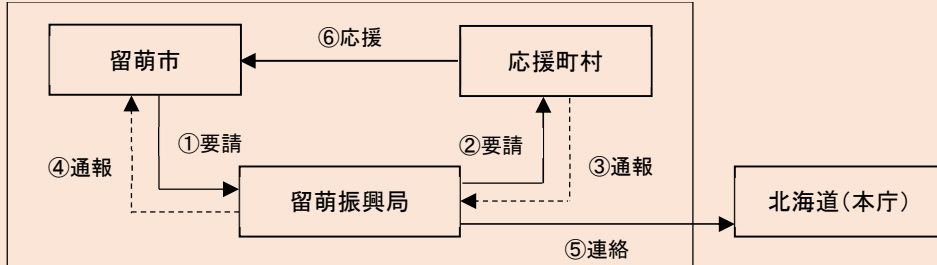 ⑥応援
留萌市
応援町村
①要請
②要請
④通報
③通報
留萌振興局
北海道（本庁）
⑤連絡